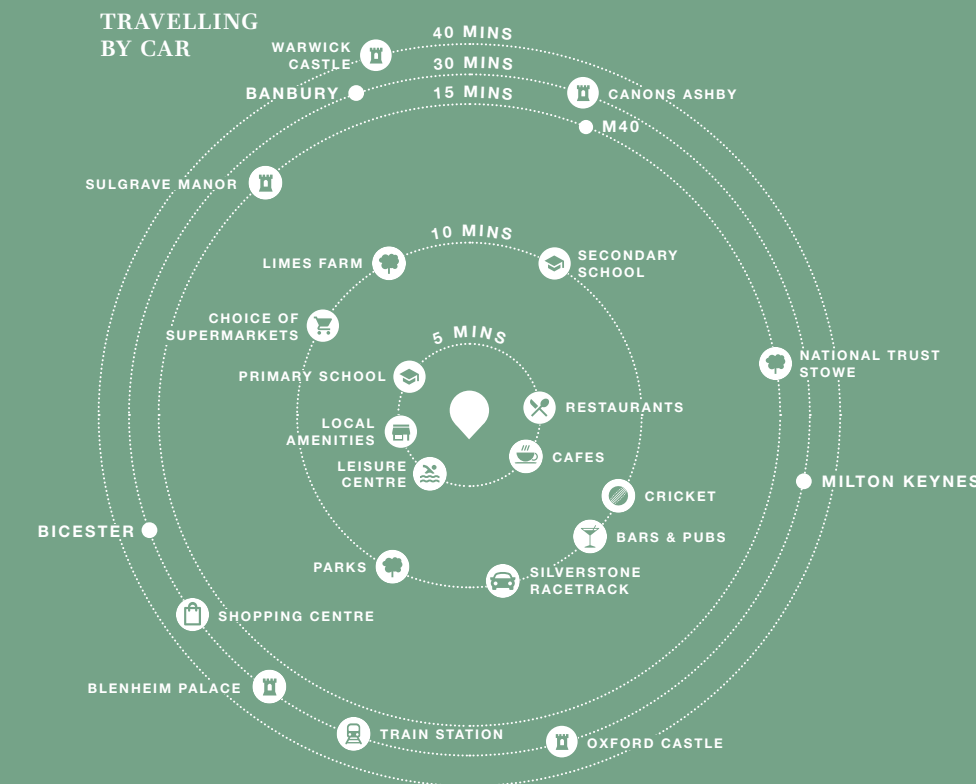 TRAVELLING
BY CAR
40 MINS
WARWICK
CASTLE
30 MINS
BANBURY
15 MINS
CANONS ASHBY
M40
SULGRAVE MANOR
10 MINS
LIMES FARM
SECONDARY
SCHOOL
CHOICE OF
SUPERMARKETS
5 MINS
NATIONAL TRUST
STOWE
PRIMARY SCHOOL
RESTAURANTS
LOCAL
AMENITIES
CAFES
LEISURE
CENTRE
MILTON KEYNES
CRICKET
BICESTER
BARS & PUBS
PARKS
SILVERSTONE
RACETRACK
SHOPPING CENTRE
BLENHEIM PALACE
TRAIN STATION
OXFORD CASTLE